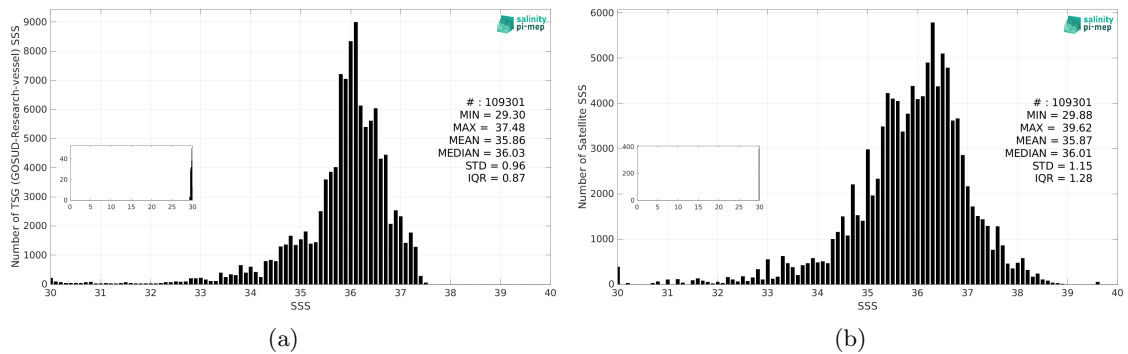 9000
8000
7000
6000
5000
4000
3000
2000
1000
0
Number of TSG (GOSUD-Research-vessel) SSS
salinity
pi-mep
# : 109301
MIN = 29.30
MAX = 37.48
MEAN = 35.86
MEDIAN = 36.03
STD = 0.96
IQR = 0.87
40
20
0
0 5 10 15 20 25 30
30 31 32 33 34 35 36 37 38 39 40
SSS
(a)
6000
5000
4000
3000
2000
1000
0
Number of Satellite SSS
salinity
pi-mep
# : 109301
MIN = 29.88
MAX = 39.62
MEAN = 35.87
MEDIAN = 36.01
STD = 1.15
IQR = 1.28
400
200
0
0 5 10 15 20 25 30
30 31 32 33 34 35 36 37 38 39 40
SSS
(b)